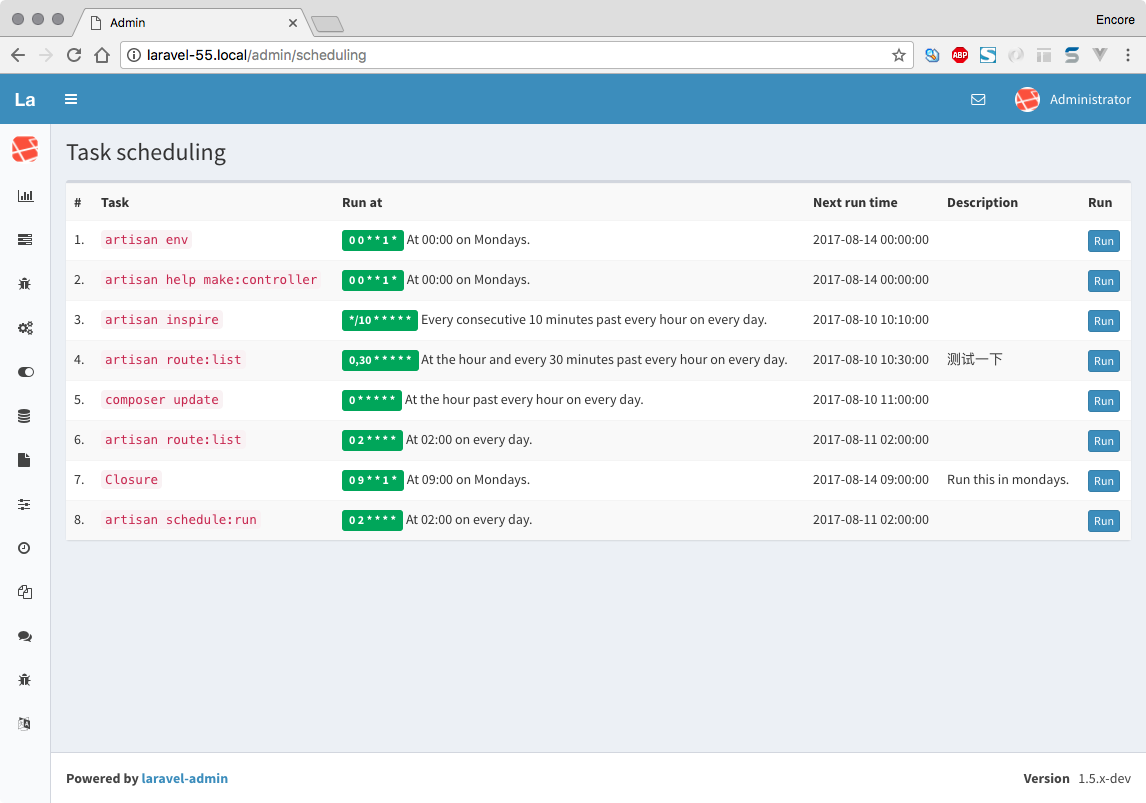 Admin
Encore
laravel-55.local/admin/scheduling
ABP
La
Administrator
Task scheduling
# Task Run at Next run time Description Run
1. artisan env 0 0 * * 1 * At 00:00 on Mondays. 2017-08-14 00:00:00 Run
2. artisan help make:controller 0 0 * * 1 * At 00:00 on Mondays. 2017-08-14 00:00:00 Run
3. artisan inspire */10 * * * * * Every consecutive 10 minutes past every hour on every day. 2017-08-10 10:10:00 Run
4. artisan route:list 0,30 * * * * * At the hour and every 30 minutes past every hour on every day. 2017-08-10 10:30:00 测试一下 Run
5. composer update 0 * * * * * At the hour past every hour on every day. 2017-08-10 11:00:00 Run
6. artisan route:list 0 2 * * * * At 02:00 on every day. 2017-08-11 02:00:00 Run
7. Closure 0 9 * * 1 * At 09:00 on Mondays. 2017-08-14 09:00:00 Run this in mondays. Run
8. artisan schedule:run 0 2 * * * * At 02:00 on every day. 2017-08-11 02:00:00 Run
Powered by laravel-admin
Version 1.5.x-dev